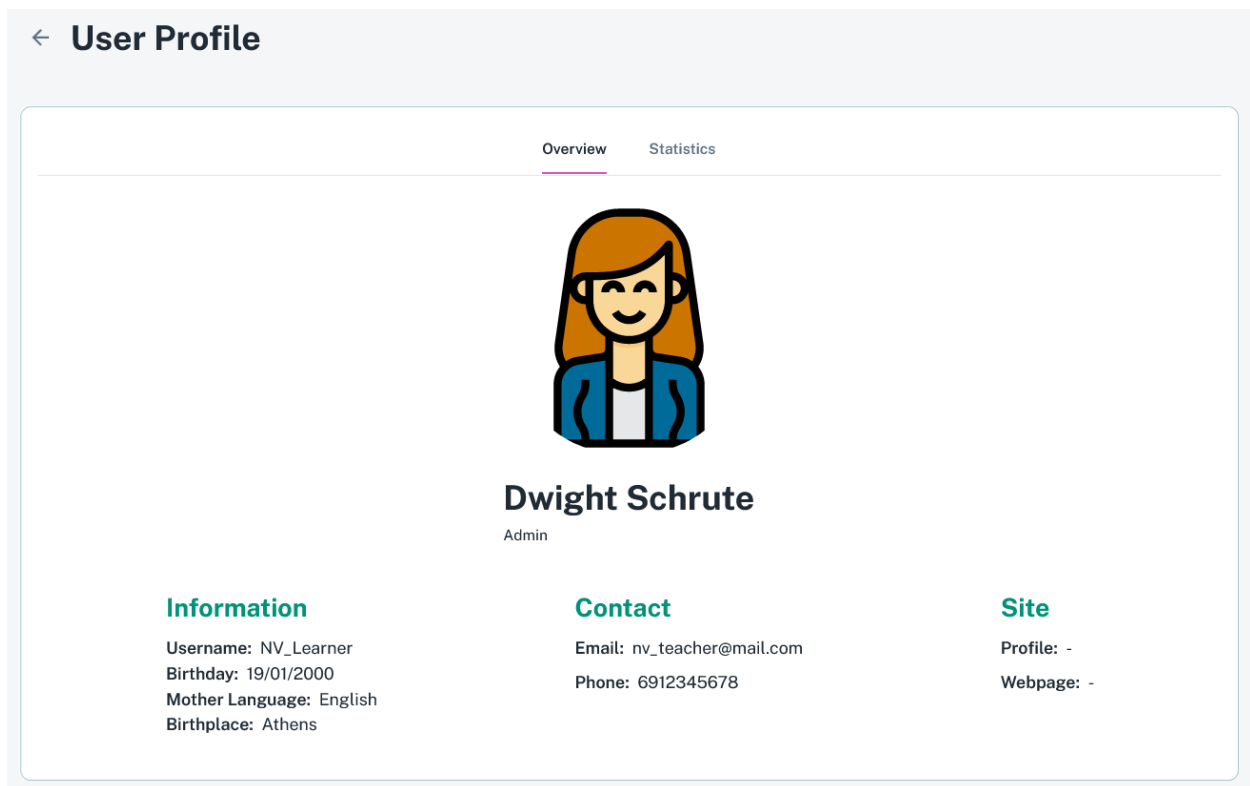 User Profile
Overview
Statistics
Dwight Schrute
Admin
Information
Username: NV_Learner
Birthday: 19/01/2000
Mother Language: English
Birthplace: Athens
Contact
Email: nv_teacher@mail.com
Phone: 6912345678
Site
Profile: -
Webpage: -